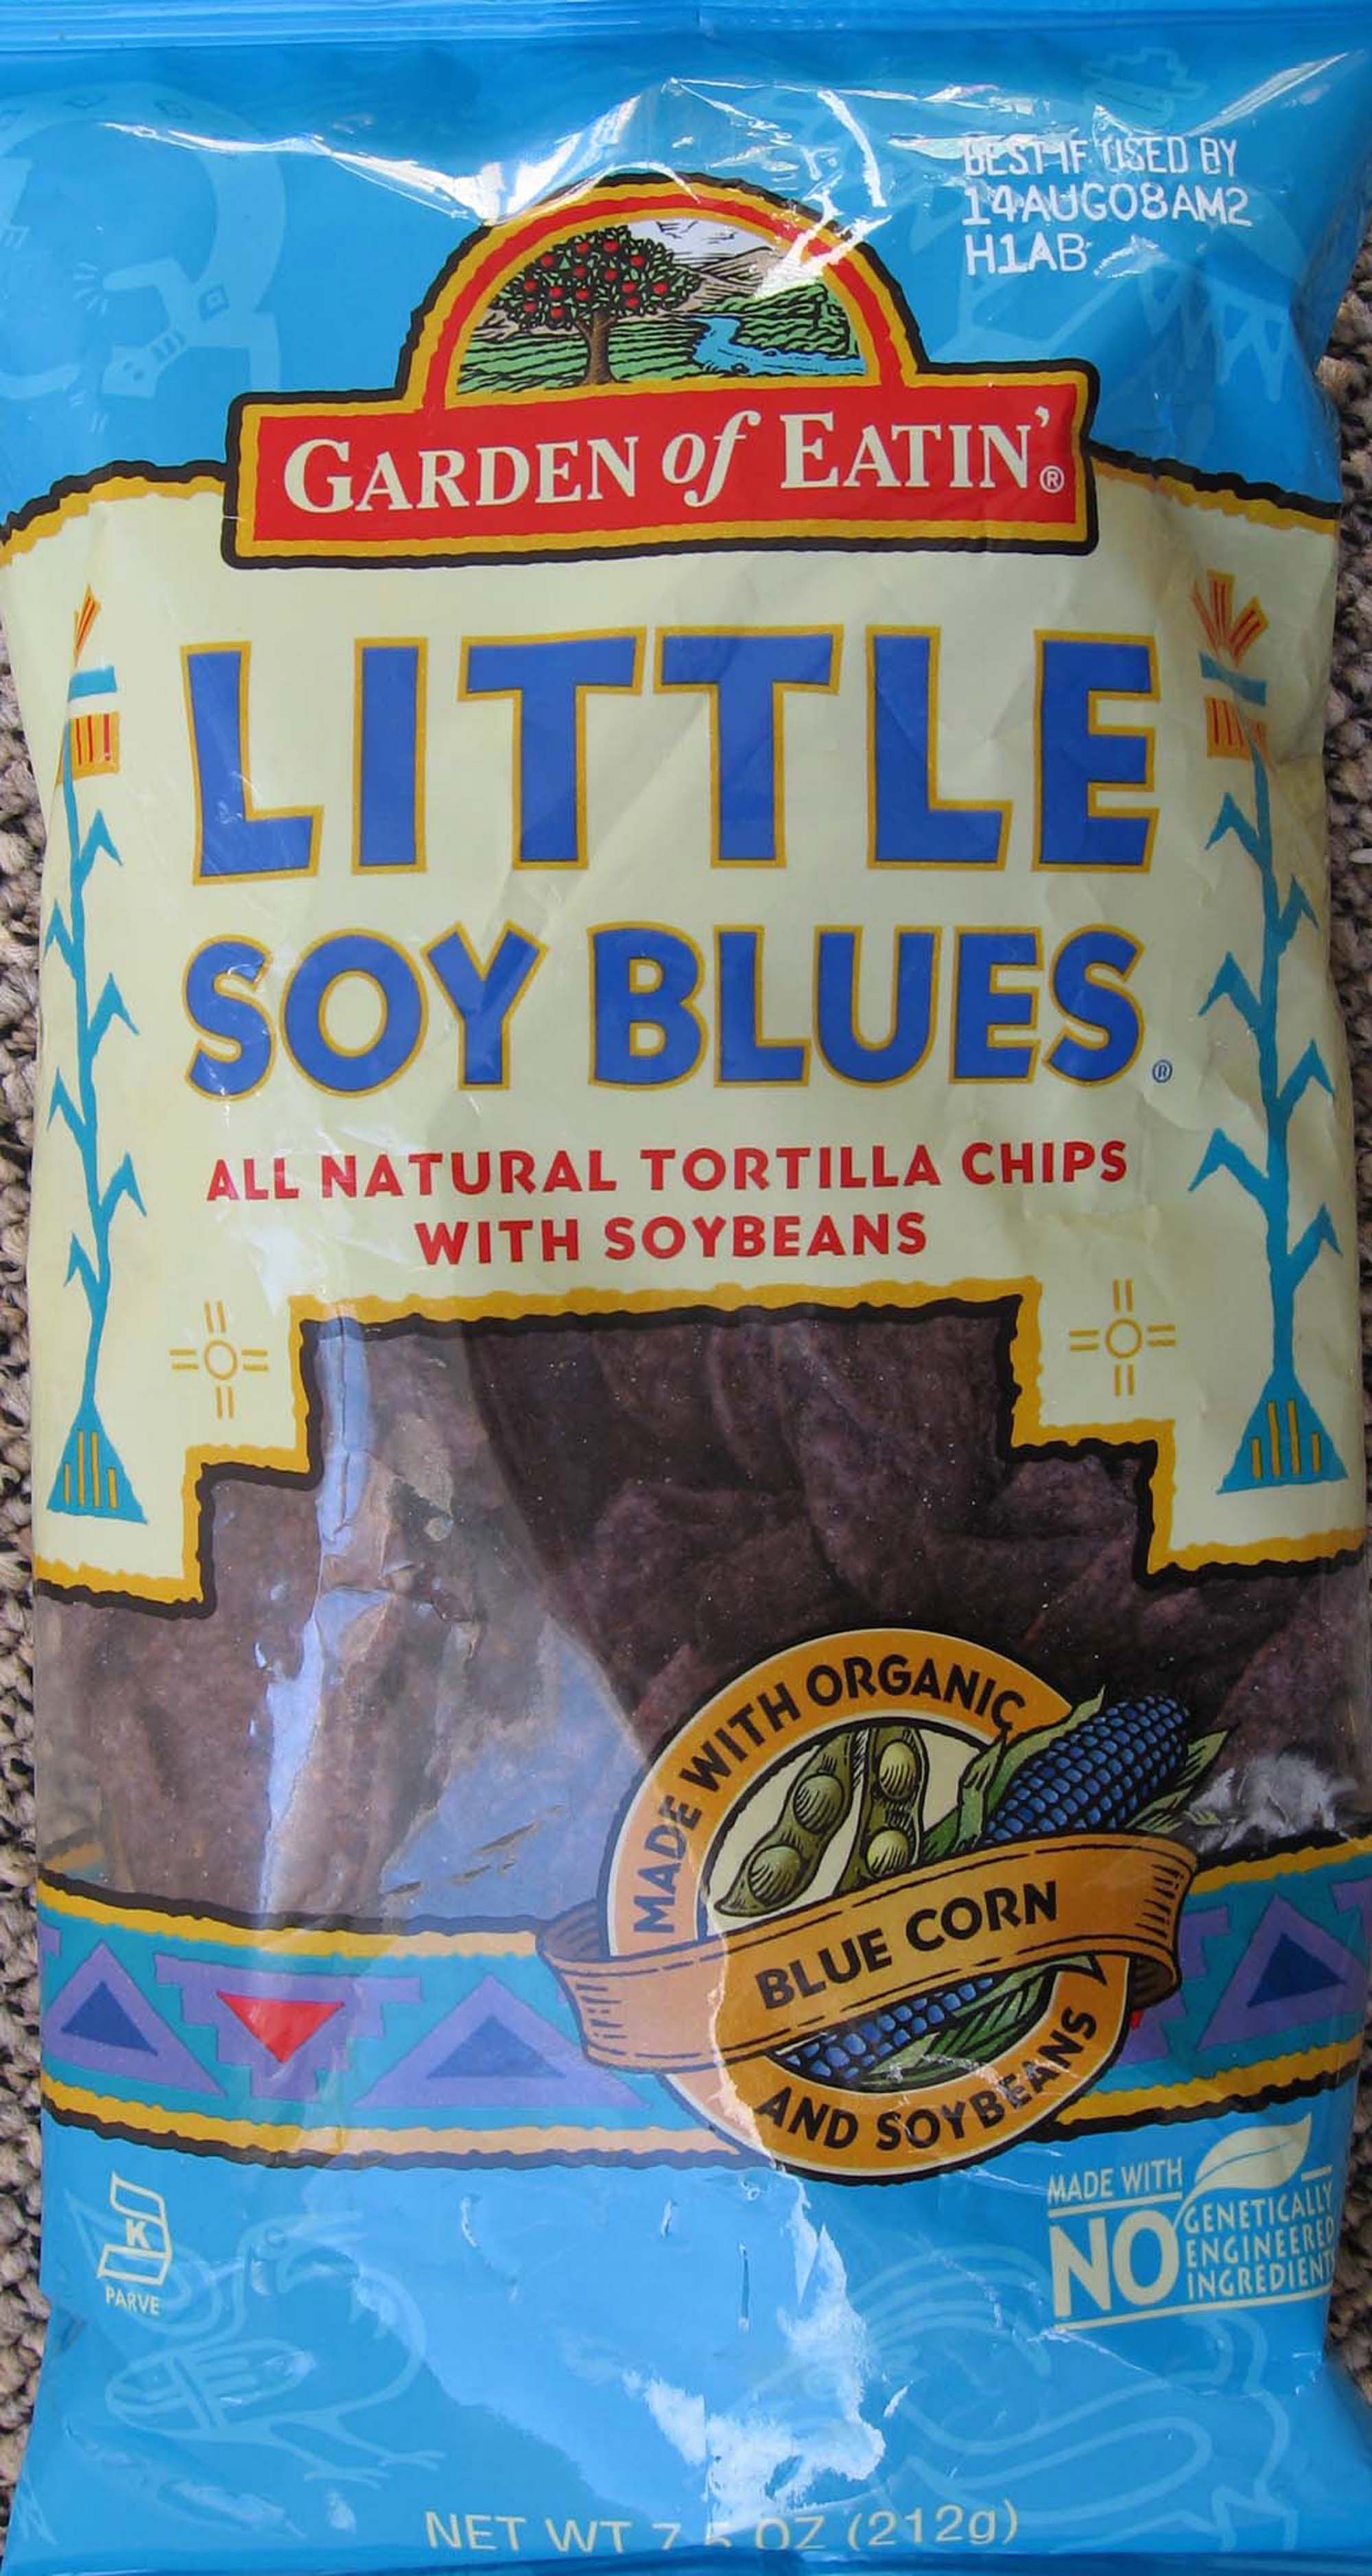 BEST IF USED BY
14AUG08AM2
H1AB
GARDEN of EATIN'®
LITTLE
SOY BLUES®
ALL NATURAL TORTILLA CHIPS
WITH SOYBEANS
MADE WITH ORGANIC
BLUE CORN
AND SOYBEANS
K
PARVE
MADE WITH
NO GENETICALLY
ENGINEERED
INGREDIENT
NET WT 7.5 OZ (212g)